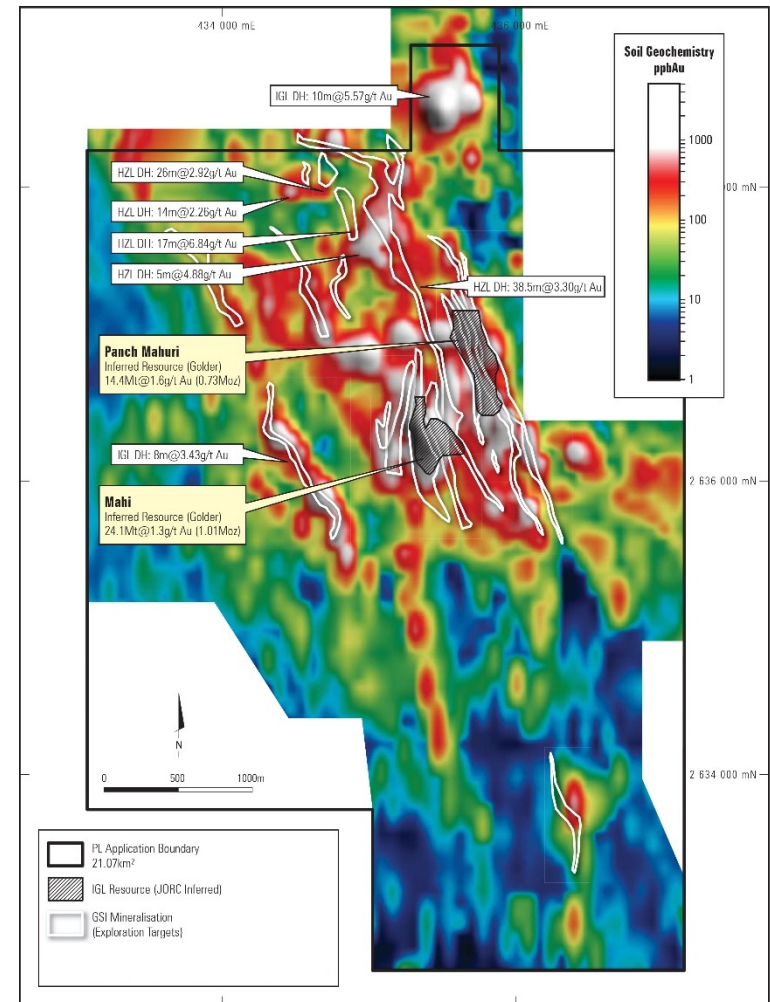 434 000 mE
436 000 mE
Soil Geochemistry
ppbAu
1000
100
10
1
IGL DH: 10m@5.57g/t Au
HZL DH: 26m@2.92g/t Au
HZL DH: 14m@2.26g/t Au
HZL DH: 17m@6.84g/t Au
HZL DH: 5m@4.88g/t Au
HZL DH: 38.5m@3.30g/t Au
Panch Mahuri
Inferred Resource (Golder)
14.4Mt@1.6g/t Au (0.73Moz)
IGL DH: 8m@3.43g/t Au
Mahi
Inferred Resource (Golder)
24.1Mt@1.3g/t Au (1.01Moz)
mN
2 636 000 mN
2 634 000 mN
N
0 500 1000m
PL Application Boundary
21.07km²
IGL Resource (JORC Inferred)
GSI Mineralisation
(Exploration Targets)